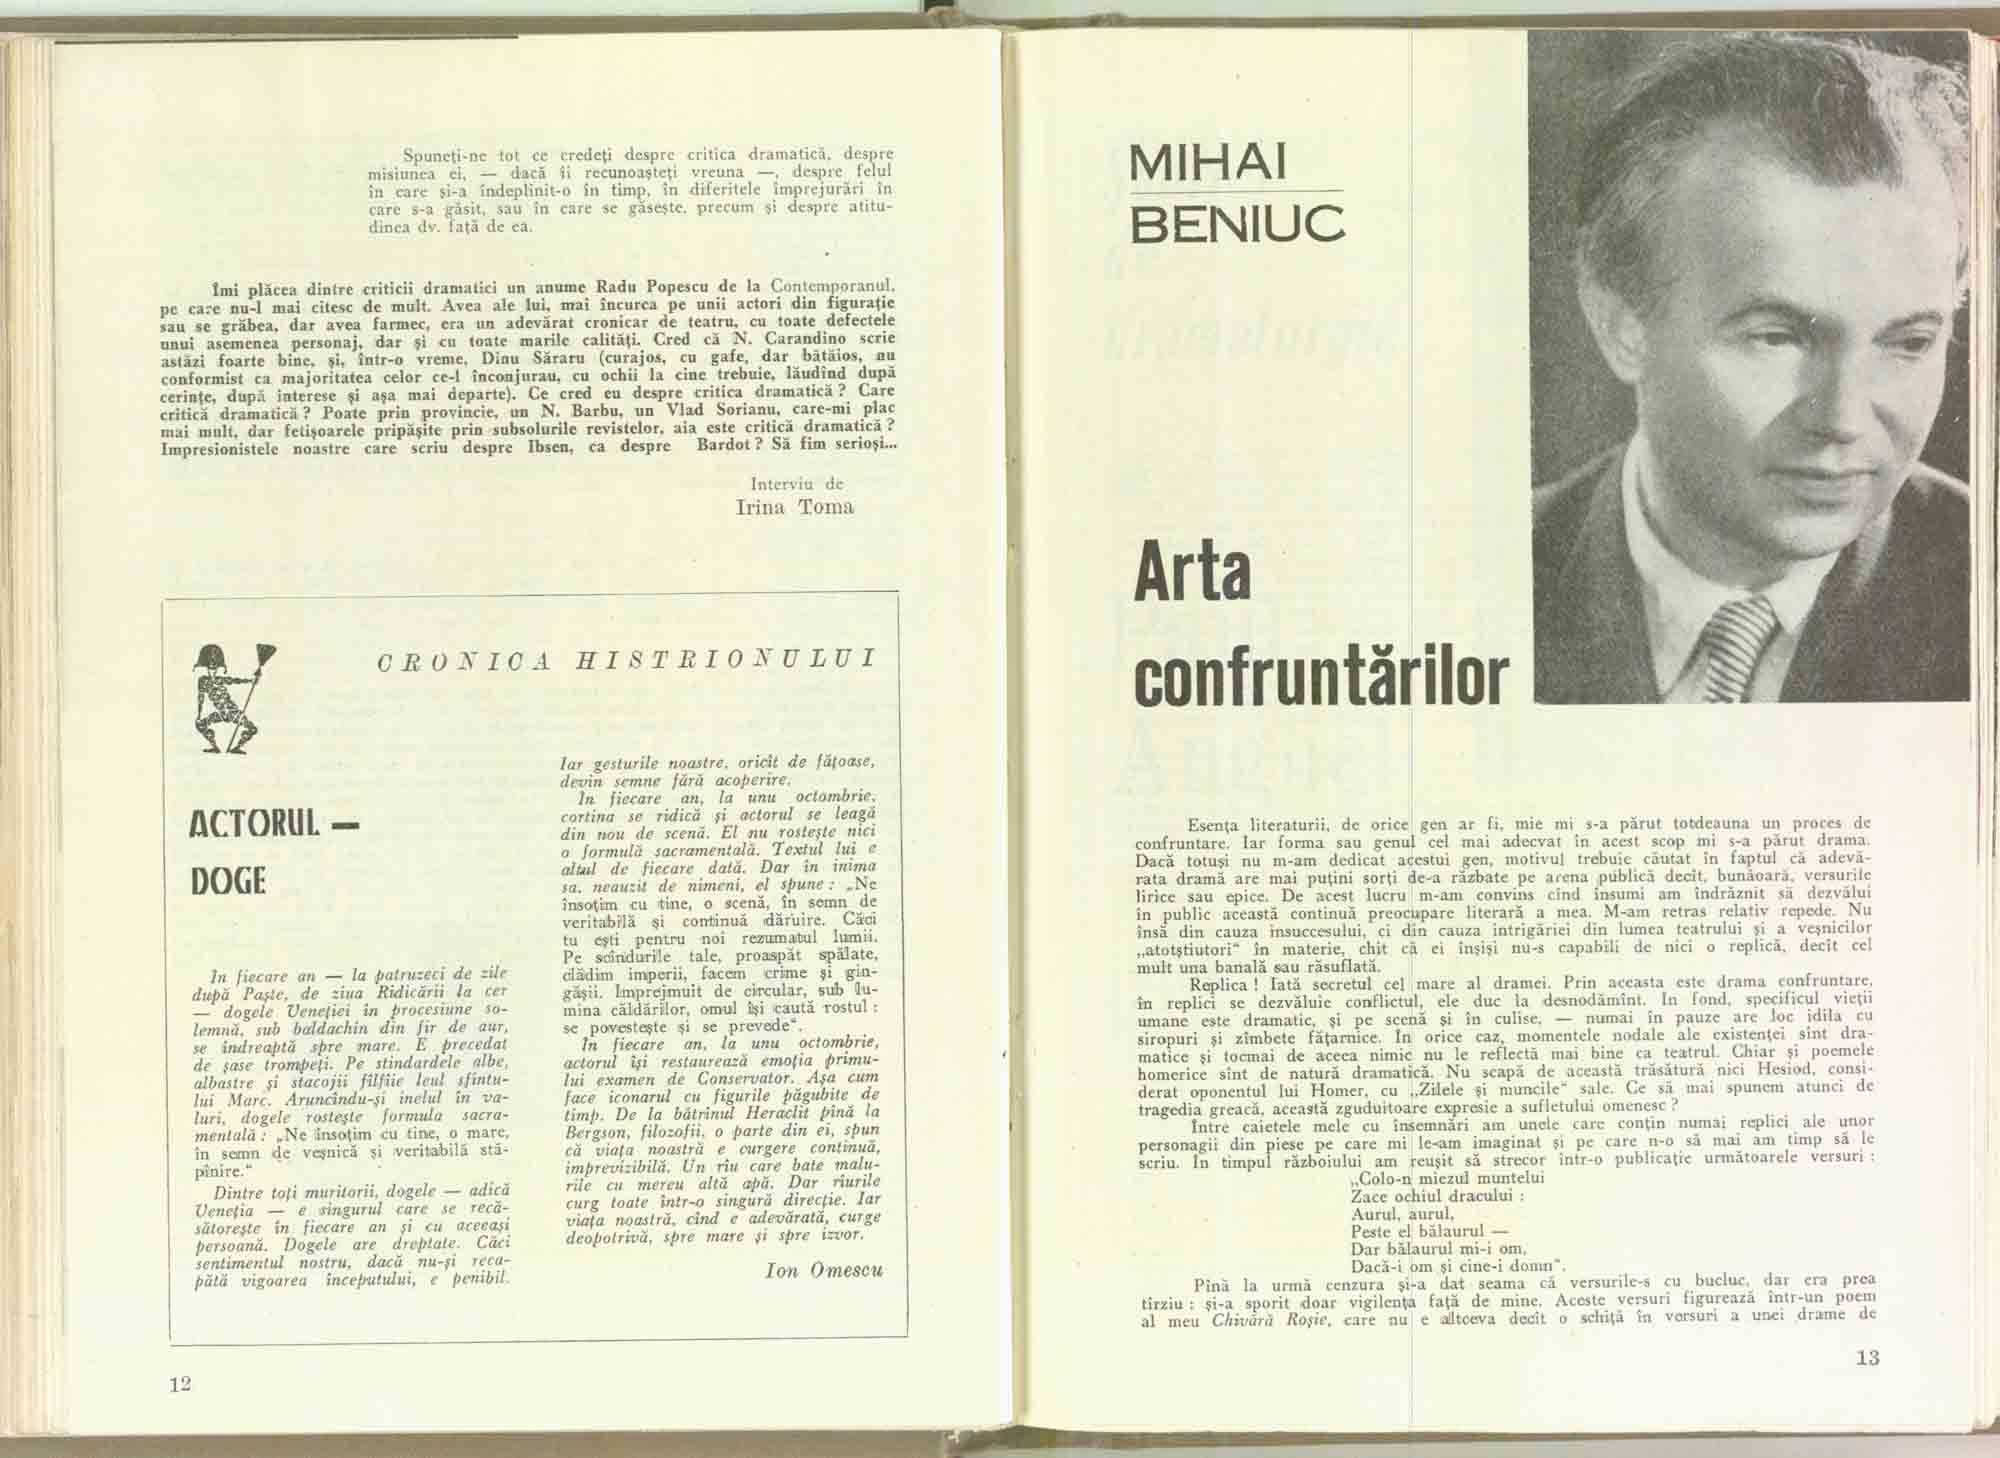 Spuneți-ne tot ce credeți despre critica dramatică, despre
misiunea ei, — dacă îi recunoașteți vreuna —, despre felul
în care și-a îndeplinit-o în timp, în diferitele împrejurări în
care s-a găsit, sau în care se găsește, precum și despre atitu-
dinea dv. față de ea.
Îmi plăcea dintre criticii dramatici un anume Radu Popescu de la Contemporanul,
pe care nu-l mai citesc de mult. Avea ale lui, mai încurca pe unii actori din figurație
sau se grăbea, dar avea farmec, era un adevărat cronicar de teatru, cu toate defectele
unui asemenea personaj, dar și cu toate marile calități. Cred că N. Carandino scrie
astăzi foarte bine, și, într-o vreme, Dinu Săraru (curajos, cu gafe, dar bătăios, nu
conformist ca majoritatea celor ce-l înconjurau, cu ochii la cine trebuie, lăudînd după
cerințe, după interese și așa mai departe). Ce cred eu despre critica dramatică ? Care
critică dramatică ? Poate prin provincie, un N. Barbu, un Vlad Sorianu, care-mi plac
mai mult, dar fetișoarele pripășite prin subsolurile revistelor, aia este critică dramatică ?
Impresionistele noastre care scriu despre Ibsen, ca despre Bardot ? Să fim serioși...
Interviu de
Irina Toma
CRONICA HISTRIONULUI
ACTORUL —
DOGE
In fiecare an — la patruzeci de zile
după Paște, de ziua Ridicării la cer
— dogele Veneției în procesiune so-
lemnă, sub baldachin din fir de aur,
se îndreaptă spre mare. E precedat
de șase trompeți. Pe stindardele albe,
albastre și stacojii fîlfîie leul sfîntu-
lui Marc. Aruncîndu-și inelul în va-
luri, dogele rostește formula sacra-
mentală : „Ne însoțim cu tine, o mare,
în semn de veșnică și veritabilă stă-
pînire."
Dintre toți muritorii, dogele — adică
Veneția — e singurul care se recă-
sătorește în fiecare an și cu aceeași
persoană. Dogele are dreptate. Căci
sentimentul nostru, dacă nu-și reca-
pătă vigoarea începutului, e penibil.
Iar gesturile noastre, oricît de fățoase,
devin semne fără acoperire.
In fiecare an, la unu octombrie,
cortina se ridică și actorul se leagă
din nou de scenă. El nu rostește nici
o formulă sacramentală. Textul lui e
altul de fiecare dată. Dar în inima
sa, neauzit de nimeni, el spune : „Ne
însoțim cu tine, o scenă, în semn de
veritabilă și continuă dăruire. Căci
tu ești pentru noi rezumatul lumii.
Pe scîndurile tale, proaspăt spălate,
clădim imperii, facem crime și gin-
gășii. Imprejmuit de circular, sub lu-
mina căldărilor, omul își caută rostul :
se povestește și se prevede".
În fiecare an, la unu octombrie,
actorul își restaurează emoția primu-
lui examen de Conservator. Așa cum
face iconarul cu figurile păgubite de
timp. De la bătrînul Heraclit pînă la
Bergson, filozofii, o parte din ei, spun
că viața noastră e curgere continuă,
imprevizibilă. Un rîu care bate malu-
rile cu mereu altă apă. Dar rîurile
curg toate într-o singură direcție. Iar
viața noastră, cînd e adevărată, curge
deopotrivă, spre mare și spre izvor.
Ion Omescu
12
MIHAI
BENIUC
Arta
confruntărilor
Esența literaturii, de orice gen ar fi, mie mi s-a părut totdeauna un proces de
confruntare. Iar forma sau genul cel mai adecvat în acest scop mi s-a părut drama.
Dacă totuși nu m-am dedicat acestui gen, motivul trebuie căutat în faptul că adevă-
rata dramă are mai puțini sorți de-a răzbate pe arena publică decît, bunăoară, versurile
lirice sau epice. De acest lucru m-am convins cînd însumi am îndrăznit să dezvălui
în public această continuă preocupare literară a mea. M-am retras relativ repede. Nu
însă din cauza insuccesului, ci din cauza intrigăriei din lumea teatrului și a veșnicilor
„atotștiutori" în materie, chit că ei înșiși nu-s capabili de nici o replică, decît cel
mult una banală sau răsuflată.
Replica ! Iată secretul cel mare al dramei. Prin aceasta este drama confruntare,
în replici se dezvăluie conflictul, ele duc la desnodămînt. In fond, specificul vieții
umane este dramatic, și pe scenă și în culise, — numai în pauze are loc idila cu
siropuri și zîmbete fățarnice. In orice caz, momentele nodale ale existenței sînt dra-
matice și tocmai de aceea nimic nu le reflectă mai bine ca teatrul. Chiar și poemele
homerice sînt de natură dramatică. Nu scapă de această trăsătură nici Hesiod, consi-
derat oponentul lui Homer, cu „Zilele și muncile" sale. Ce să mai spunem atunci de
tragedia greacă, această zguduitoare expresie a sufletului omenesc ?
Între caietele mele cu însemnări am unele care conțin numai replici ale unor
personagii din piese pe care mi le-am imaginat și pe care n-o să mai am timp să le
scriu. In timpul războiului am reușit să strecor într-o publicație următoarele versuri :
„Colo-n miezul muntelui
Zace ochiul dracului :
Aurul, aurul,
Peste el bălaurul —
Dar bălaurul mi-i om,
Dacă-i om și cine-i domn".
Pînă la urmă cenzura și-a dat seama că versurile-s cu bucluc, dar era prea
tîrziu : și-a sporit doar vigilența față de mine. Aceste versuri figurează într-un poem
al meu Chivără Roșie, care nu e altceva decît o schiță în versuri a unei drame de
13